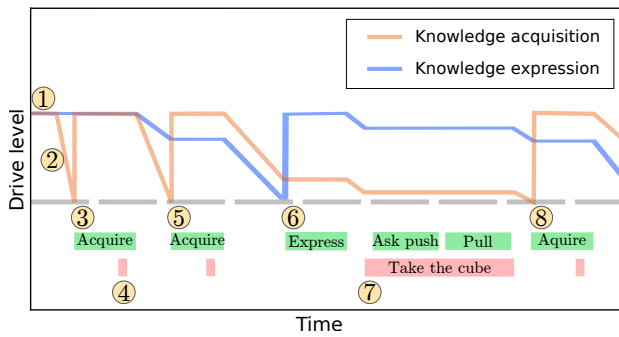 Knowledge acquisition
Knowledge expression
Drive level
1
2
3
5
6
8
Acquire
Acquire
Express
Ask push
Pull
Aquire
Take the cube
4
7
Time